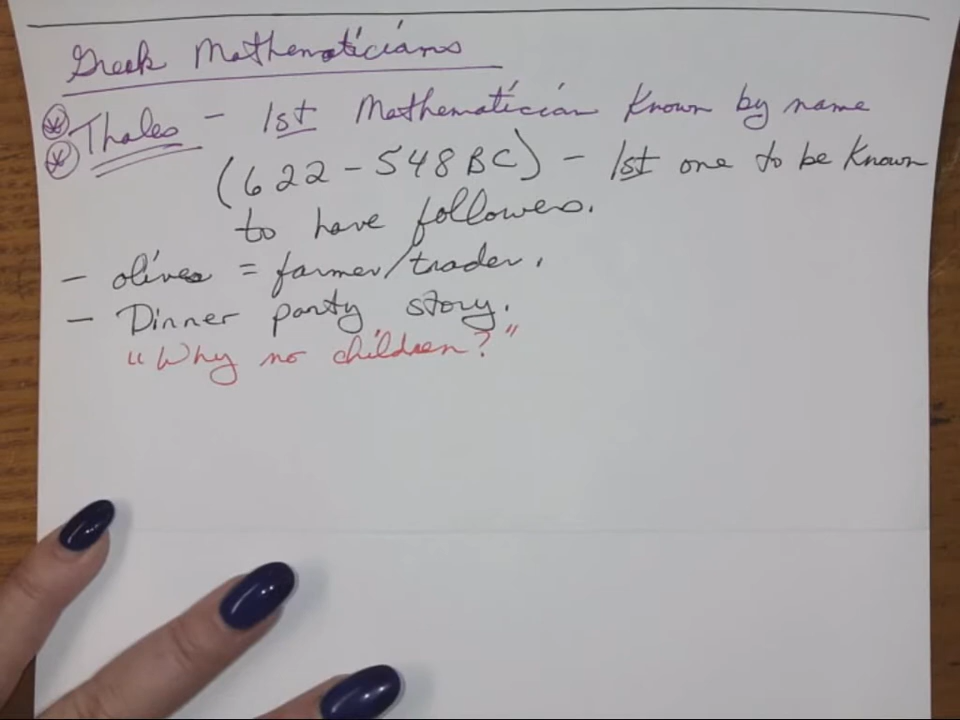 Greek Mathematicians
Thales - 1st Mathematician Known by name
(622 - 548 BC) - 1st one to be Known
to have followers.
- olives = farmer/trader.
- Dinner party story.
"Why no children?"